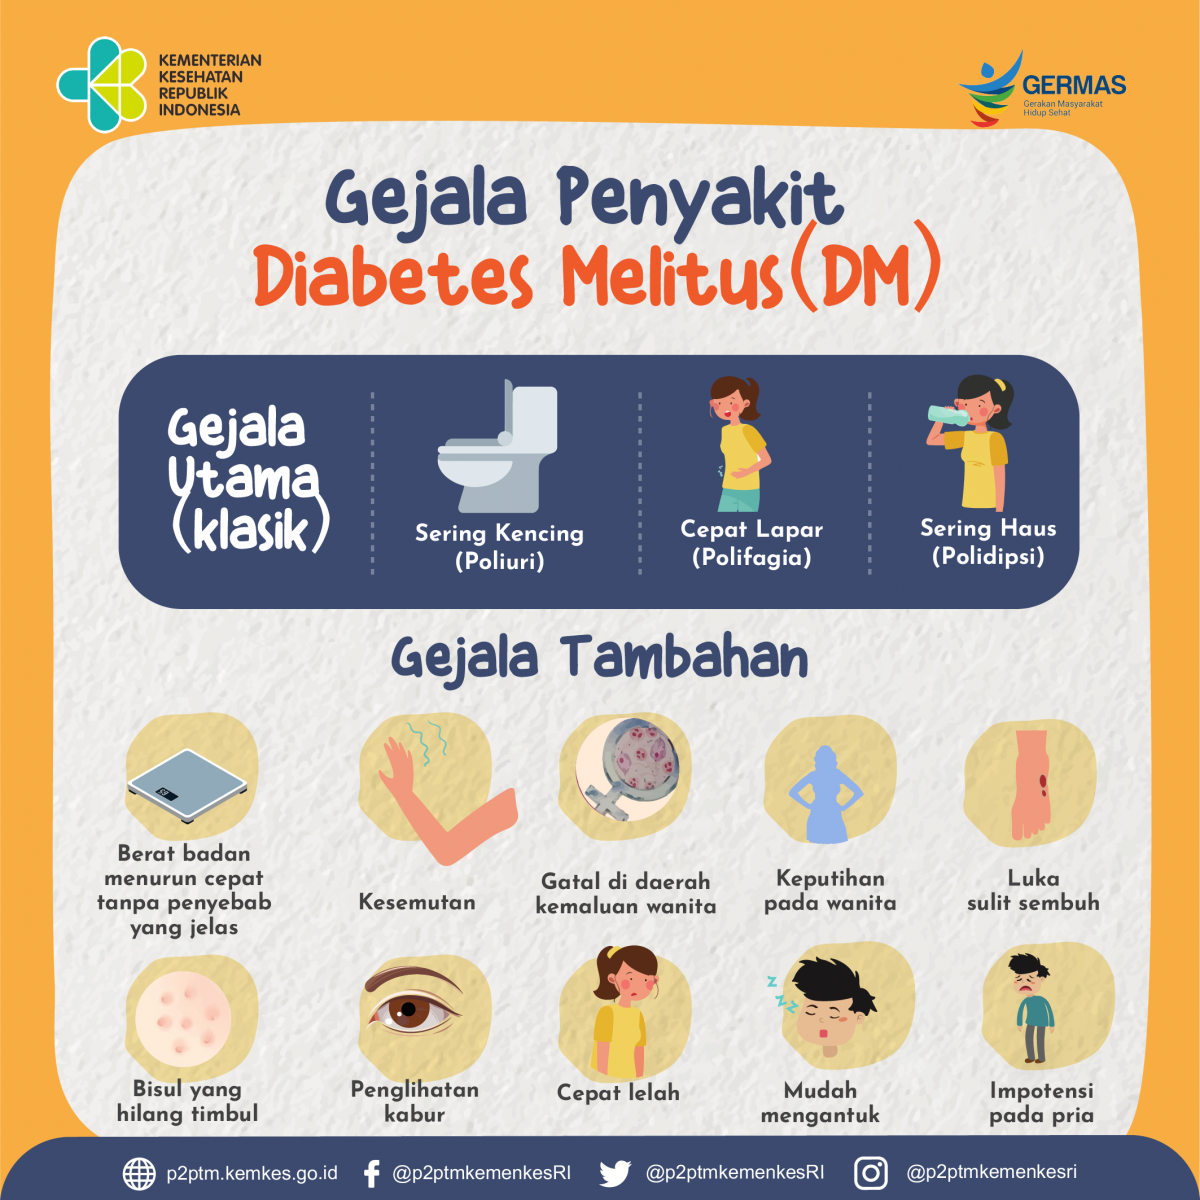 KEMENTERIAN
KESEHATAN
REPUBLIK
INDONESIA
GERMAS
Gerakan Masyarakat
Hidup Sehat
Gejala Penyakit
Diabetes Melitus (DM)
Gejala
Utama
(klasik)
Sering Kencing
(Poliuri)
Cepat Lapar
(Polifagia)
Sering Haus
(Polidipsi)
Gejala Tambahan
Berat badan
menurun cepat
tanpa penyebab
yang jelas
Kesemutan
Gatal di daerah
kemaluan wanita
Keputihan
pada wanita
Luka
sulit sembuh
Bisul yang
hilang timbul
Penglihatan
kabur
Cepat lelah
z z z
Mudah
mengantuk
Impotensi
pada pria
p2ptm.kemkes.go.id
@p2ptmkemenkesRI
@p2ptmkemenkesRI
@p2ptmkemenkesri